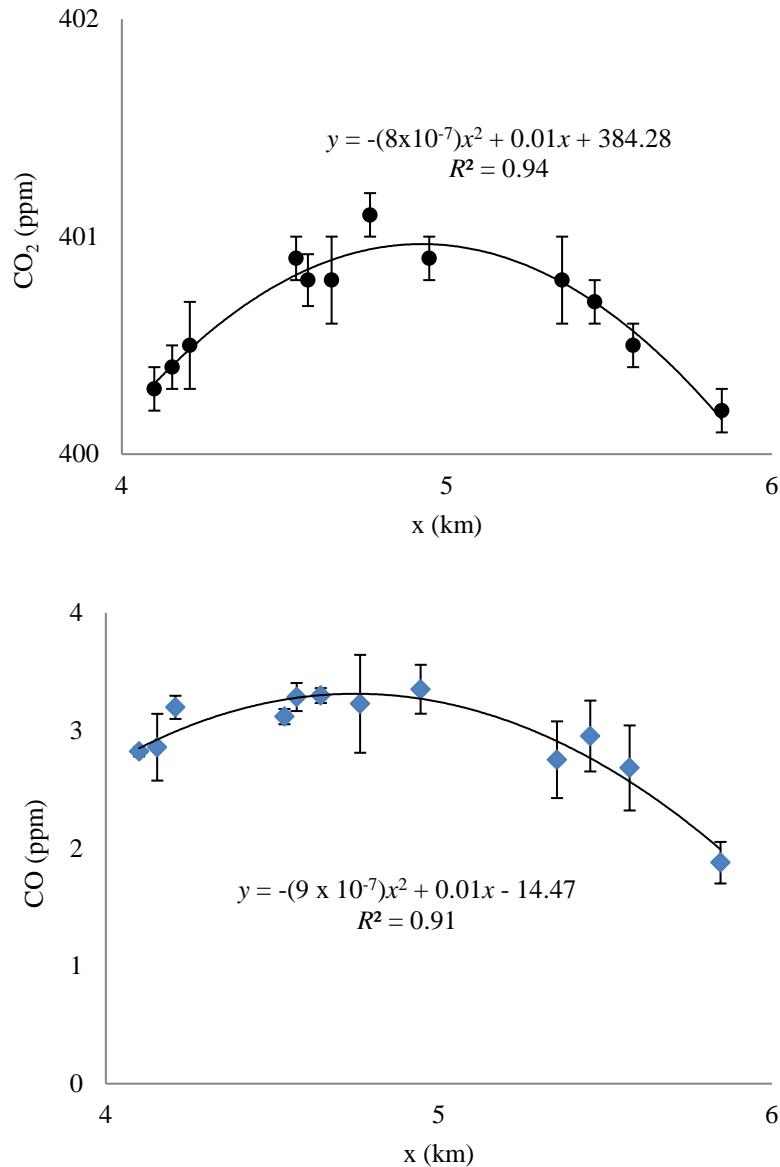 402
y = -(8x10⁻⁷)x² + 0.01x + 384.28
R² = 0.94
CO₂ (ppm)
401
400
4 5 6
x (km)
4
3
CO (ppm)
2
y = -(9 x 10⁻⁷)x² + 0.01x - 14.47
R² = 0.91
1
0
4 5 6
x (km)